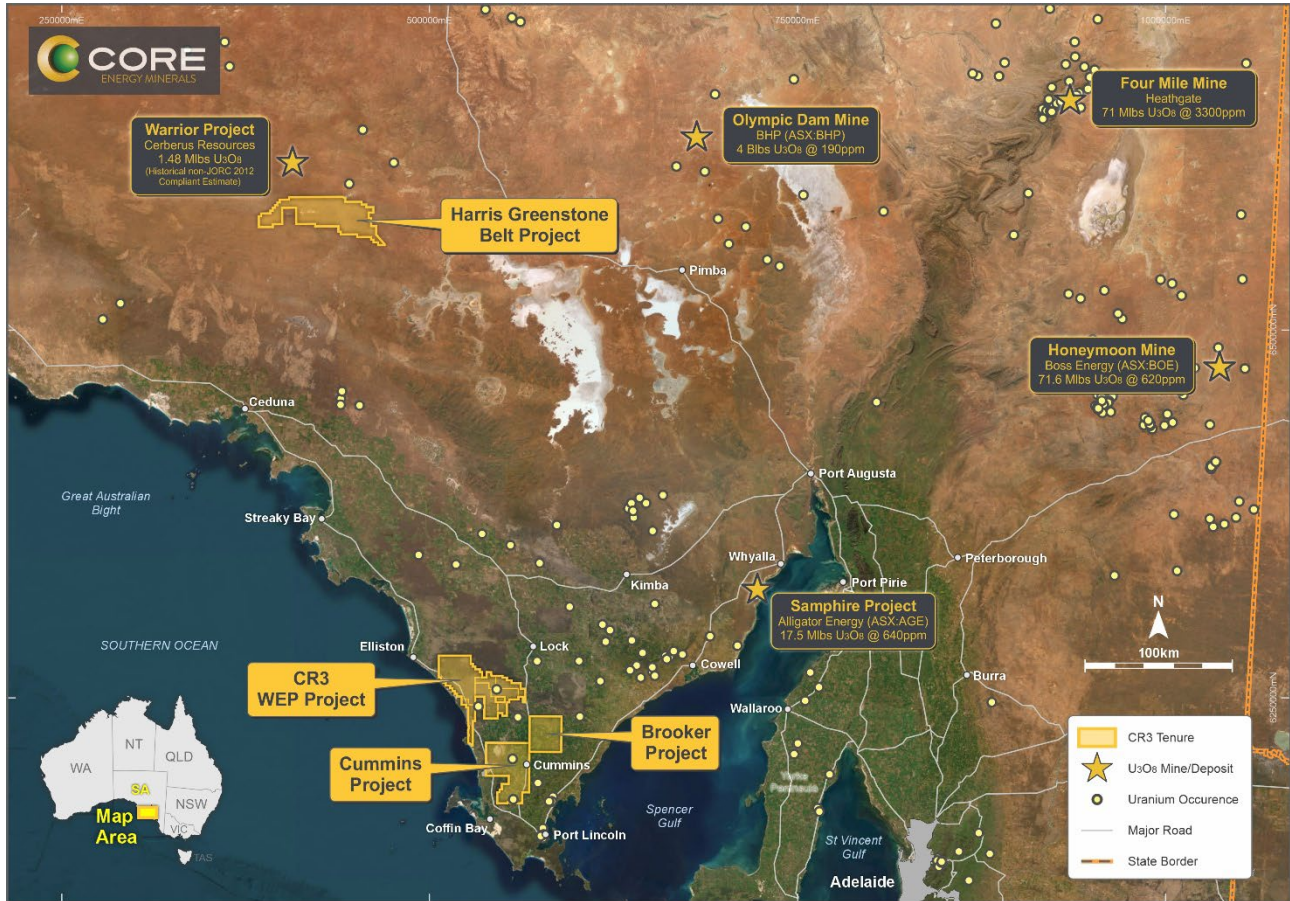 250000mE
500000mE
750000mE
1000000mE
CORE
ENERGY MINERALS
Warrior Project
Cerberus Resources
1.48 Mlbs U3O8
(Historical non-JORC 2012
Compliant Estimate)
Olympic Dam Mine
BHP (ASX:BHP)
4 Blbs U3O8 @ 190ppm
Four Mile Mine
Heathgate
71 Mlbs U3O8 @ 3300ppm
Harris Greenstone
Belt Project
Pimba
Honeymoon Mine
Boss Energy (ASX:BOE)
71.6 Mlbs U3O8 @ 620ppm
Ceduna
Port Augusta
Great Australian
Bight
Streaky Bay
Whyalla
Peterborough
Kimba
Port Pirie
Samphire Project
Alligator Energy (ASX:AGE)
17.5 Mlbs U3O8 @ 640ppm
N
100km
SOUTHERN OCEAN
Elliston
Lock
Cowell
Burra
CR3
WEP Project
Wallaroo
5250000mN
Brooker
Project
Cummins
Project
Cummins
Yorke
Peninsula
Coffin Bay
Port Lincoln
Spencer
Gulf
St Vincent
Gulf
Adelaide
WA
NT
QLD
SA
NSW
VIC
TAS
Map
Area
CR3 Tenure
U3O8 Mine/Deposit
Uranium Occurence
Major Road
State Border